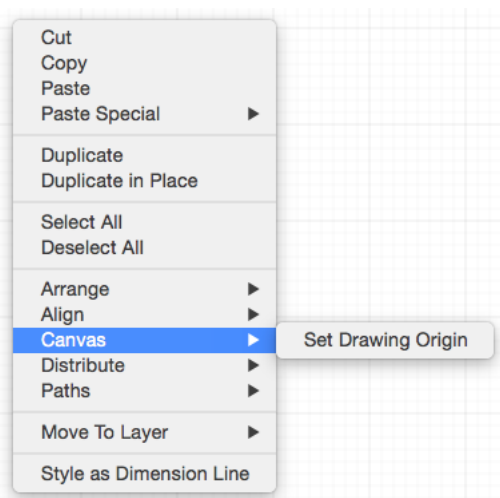 Cut
Copy
Paste
Paste Special
Duplicate
Duplicate in Place
Select All
Deselect All
Arrange
Align
Canvas
Set Drawing Origin
Distribute
Paths
Move To Layer
Style as Dimension Line